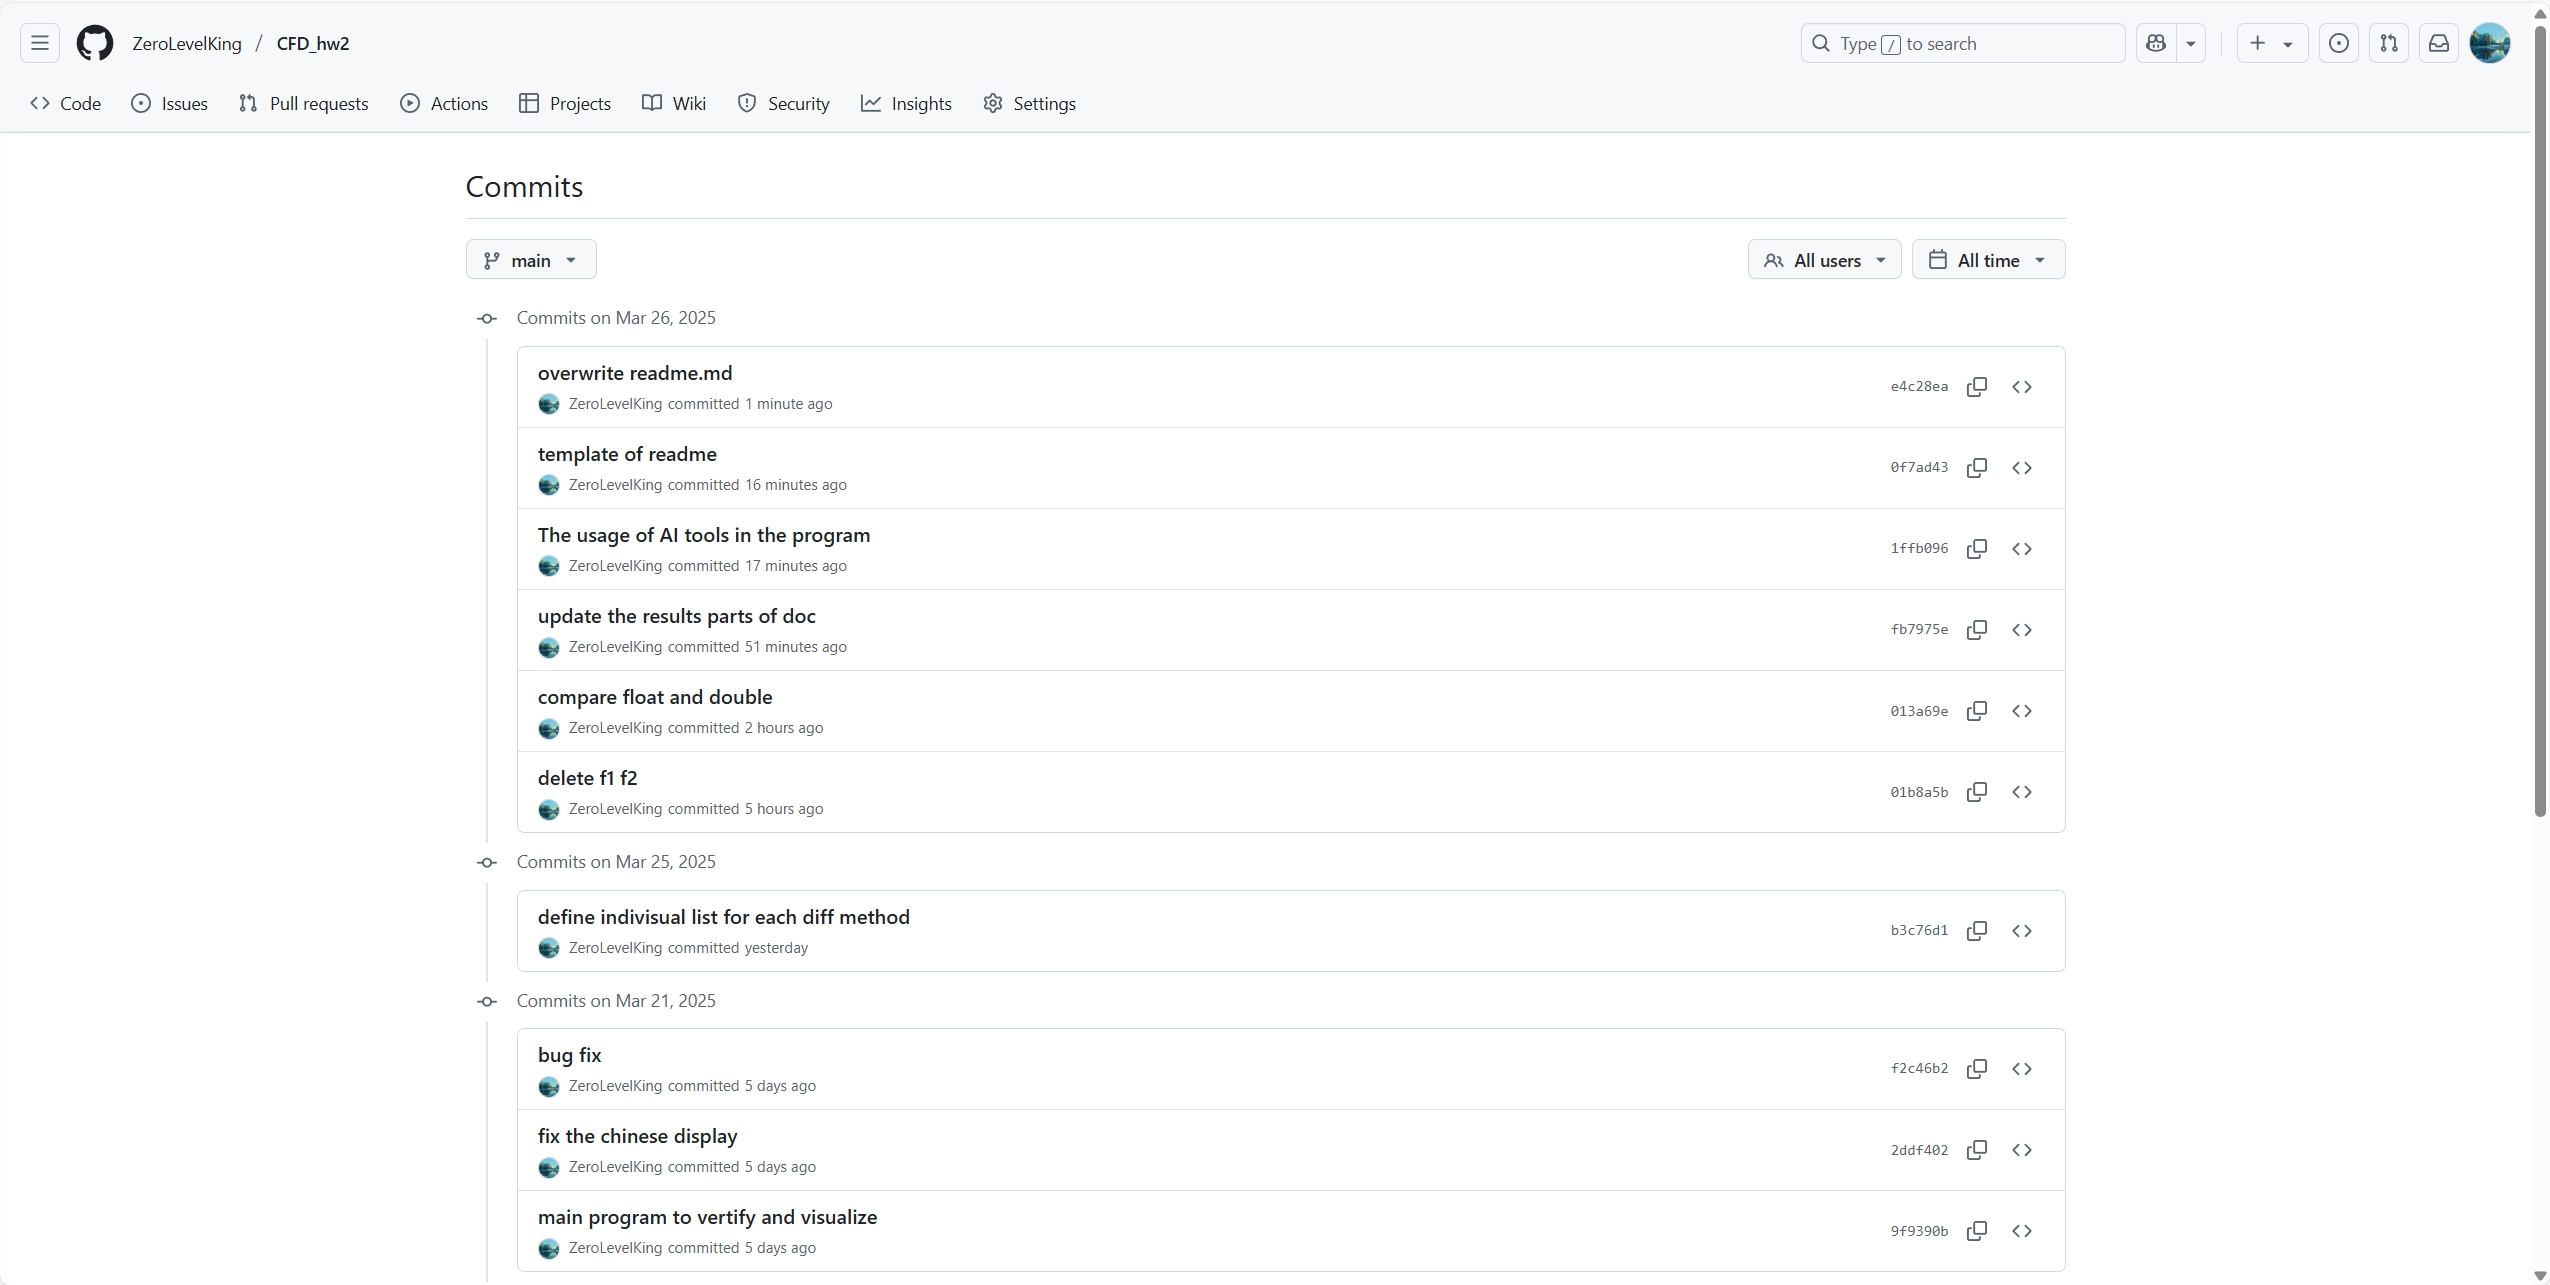 ZeroLevelKing / CFD_hw2
Type / to search
Code Issues Pull requests Actions Projects Wiki Security Insights Settings
Commits
main All users All time
Commits on Mar 26, 2025
overwrite readme.md
ZeroLevelKing committed 1 minute ago
e4c28ea
template of readme
ZeroLevelKing committed 16 minutes ago
0f7ad43
The usage of AI tools in the program
ZeroLevelKing committed 17 minutes ago
1ffb096
update the results parts of doc
ZeroLevelKing committed 51 minutes ago
fb7975e
compare float and double
ZeroLevelKing committed 2 hours ago
013a69e
delete f1 f2
ZeroLevelKing committed 5 hours ago
01b8a5b
Commits on Mar 25, 2025
define indivisual list for each diff method
ZeroLevelKing committed yesterday
b3c76d1
Commits on Mar 21, 2025
bug fix
ZeroLevelKing committed 5 days ago
f2c46b2
fix the chinese display
ZeroLevelKing committed 5 days ago
2ddf402
main program to vertify and visualize
ZeroLevelKing committed 5 days ago
9f9390b